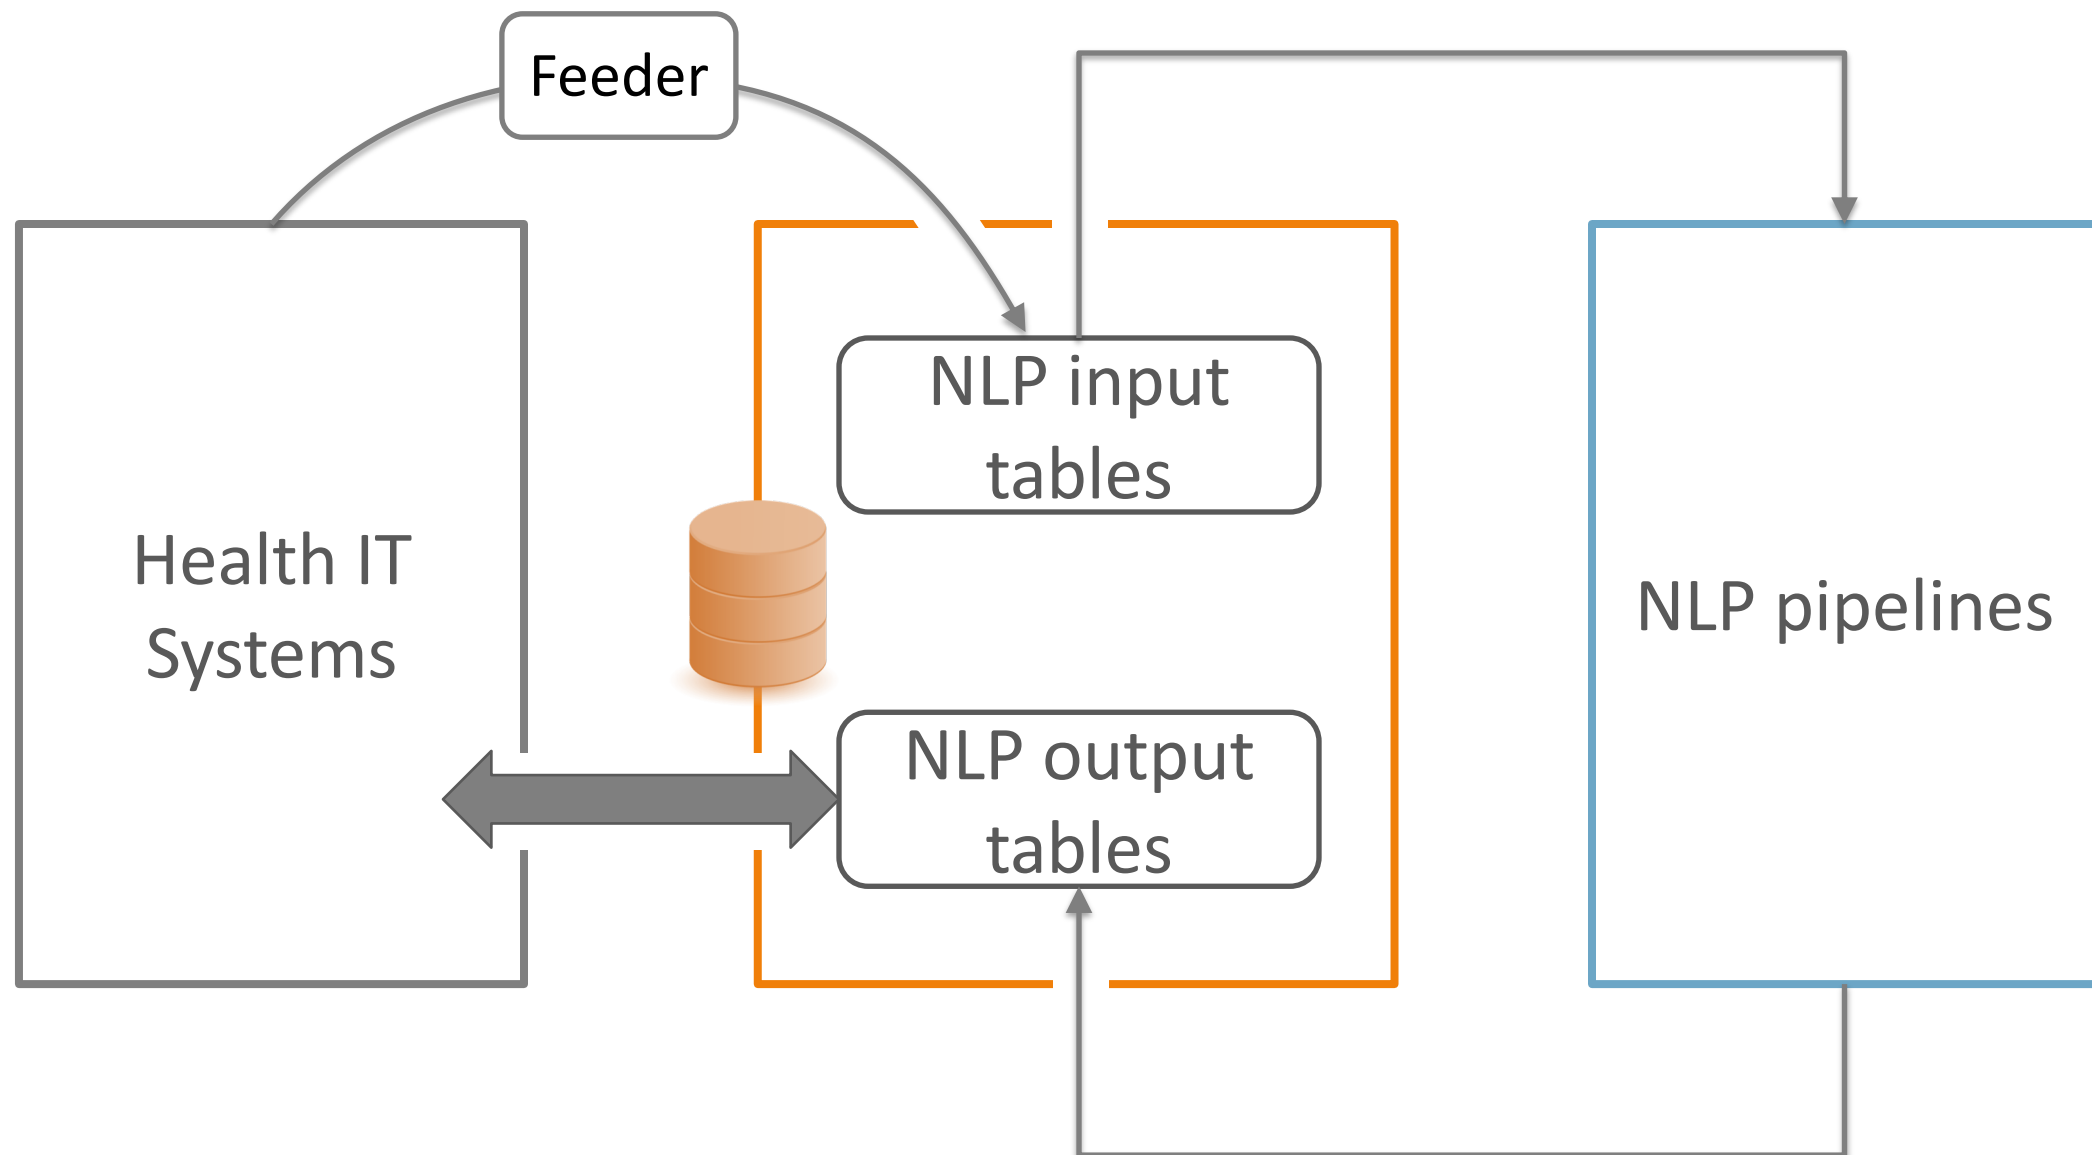 Feeder
NLP input
tables
Health IT
Systems
NLP pipelines
NLP output
tables